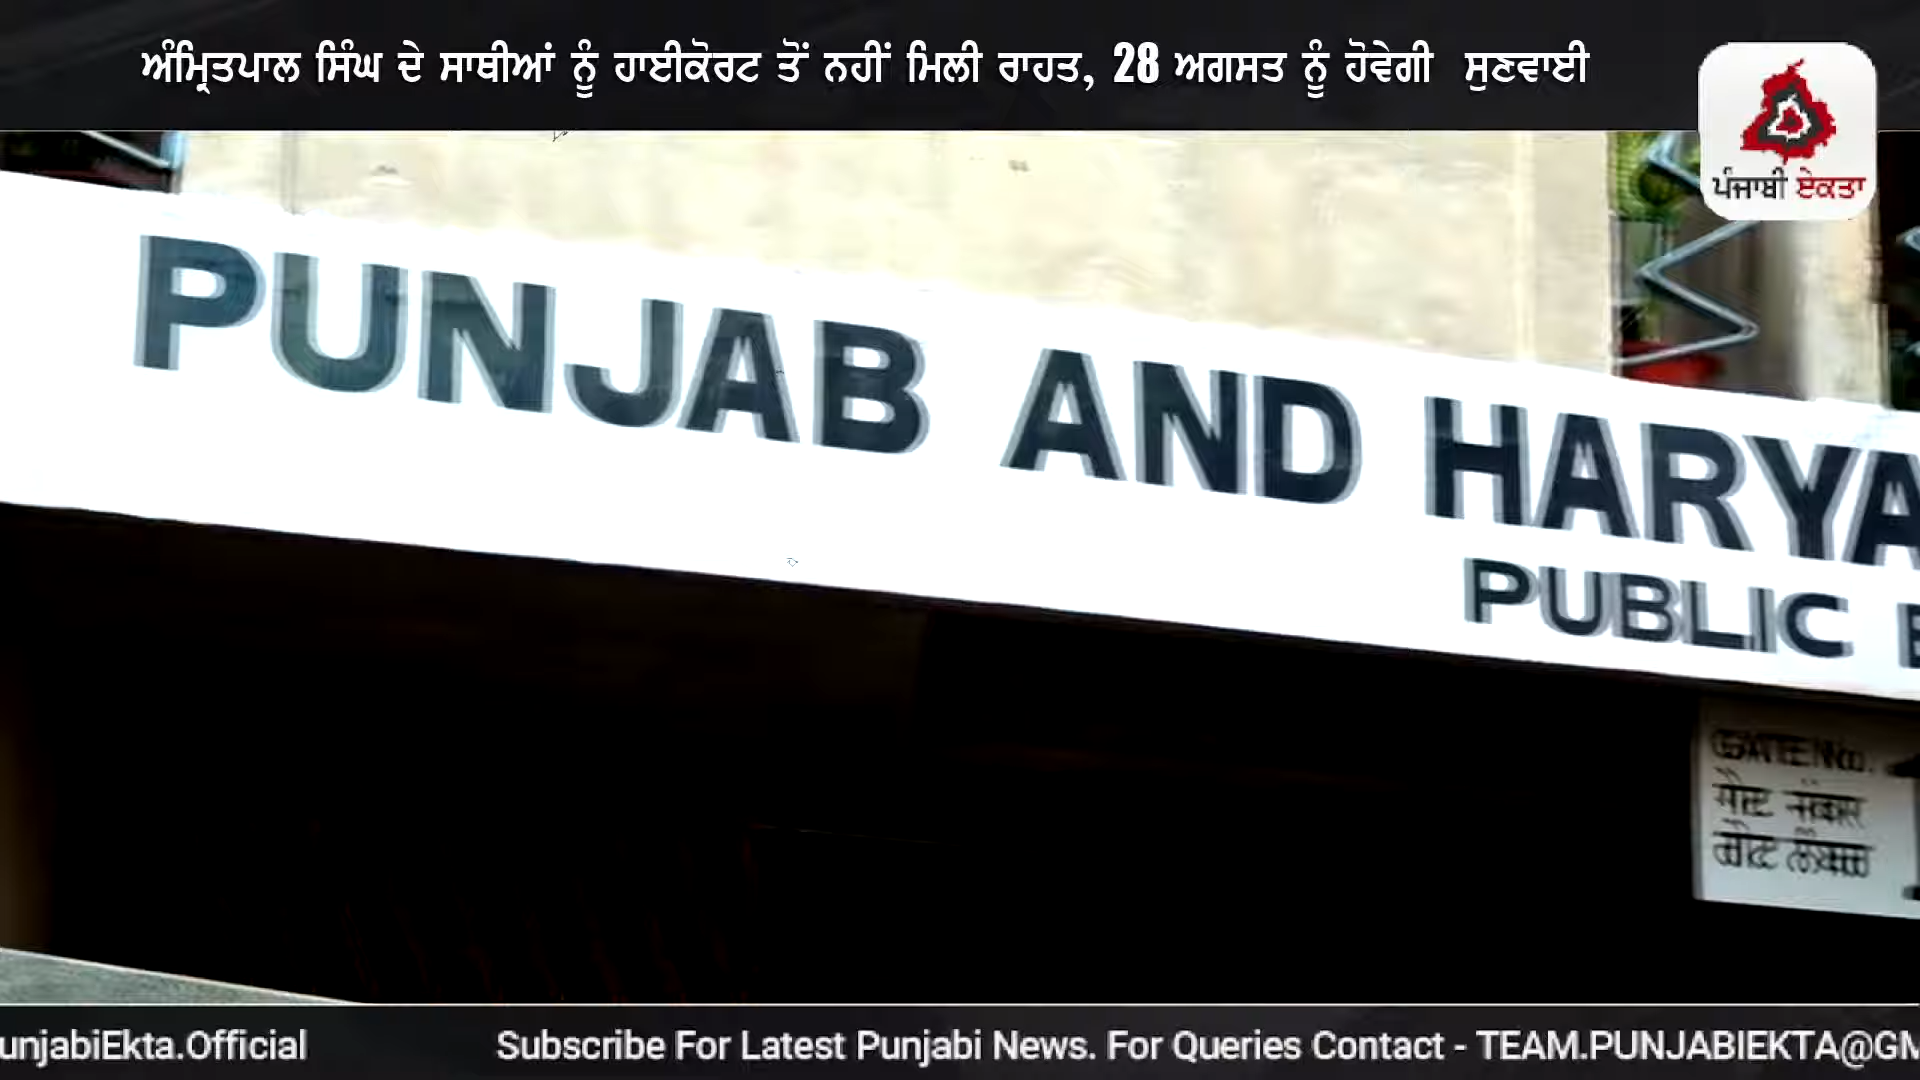 ਅੰਮ੍ਰਿਤਪਾਲ ਸਿੰਘ ਦੇ ਸਾਥੀਆਂ ਨੂੰ ਹਾਈਕੋਰਟ ਤੋਂ ਨਹੀਂ ਮਿਲੀ ਰਾਹਤ, 28 ਅਗਸਤ ਨੂੰ ਹੋਵੇਗੀ ਸੁਣਵਾਈ
ਪੰਜਾਬੀ ਏਕਤਾ
PUNJAB AND HARYA
PUBLIC
unjabiEkta.Official Subscribe For Latest Punjabi News. For Queries Contact - TEAM.PUNJABIEKTA@GM